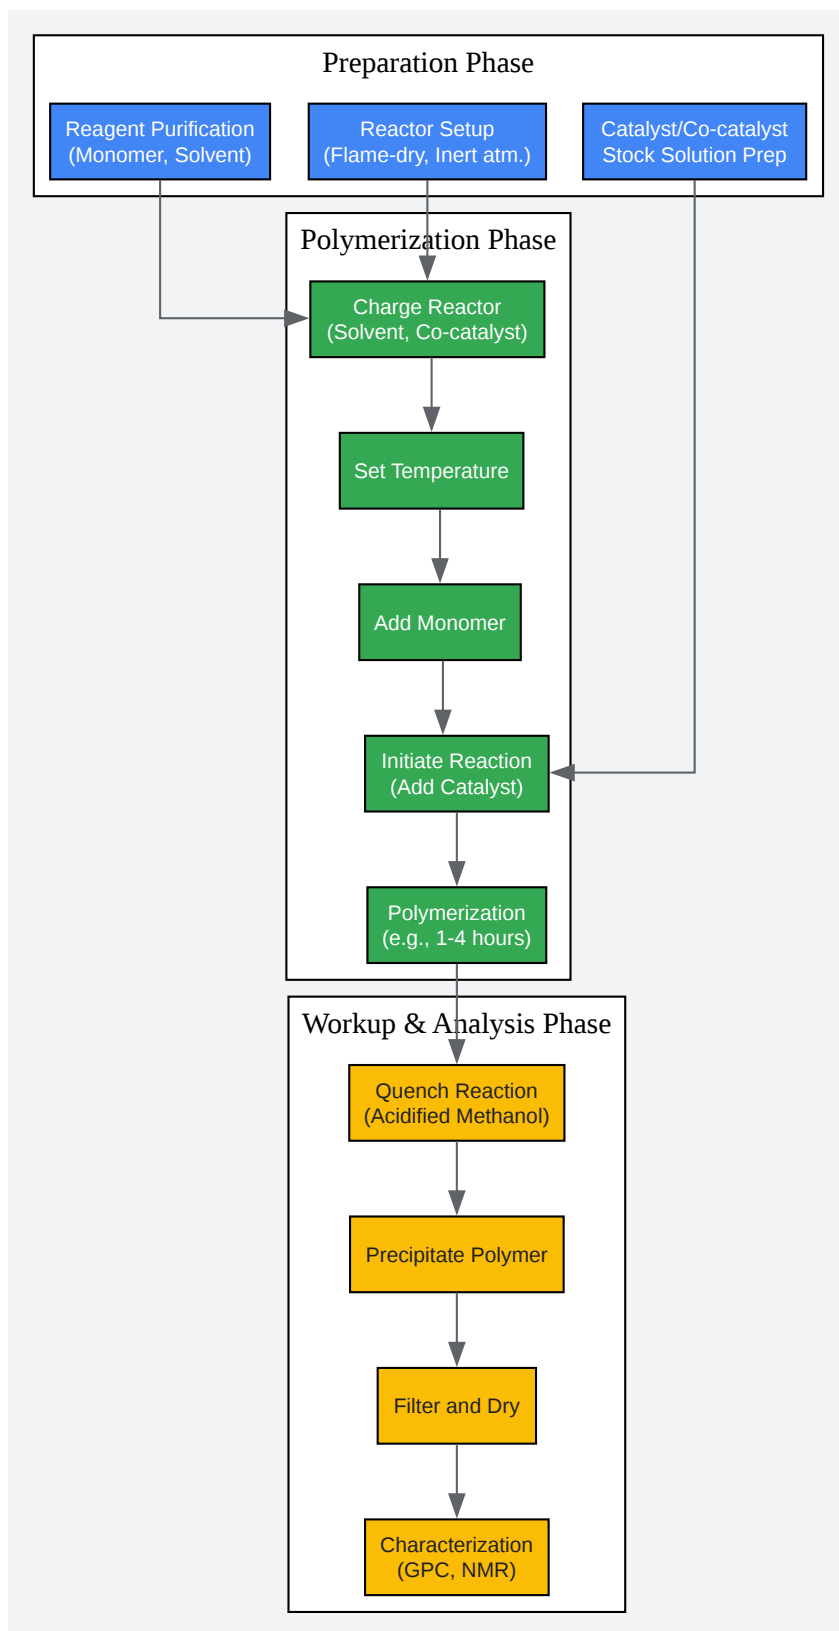 Preparation Phase
Reagent Purification
(Monomer, Solvent)
Reactor Setup
(Flame-dry, Inert atm.)
Catalyst/Co-catalyst
Stock Solution Prep
Polymerization Phase
Charge Reactor
(Solvent, Co-catalyst)
Set Temperature
Add Monomer
Initiate Reaction
(Add Catalyst)
Polymerization
(e.g., 1-4 hours)
Workup & Analysis Phase
Quench Reaction
(Acidified Methanol)
Precipitate Polymer
Filter and Dry
Characterization
(GPC, NMR)